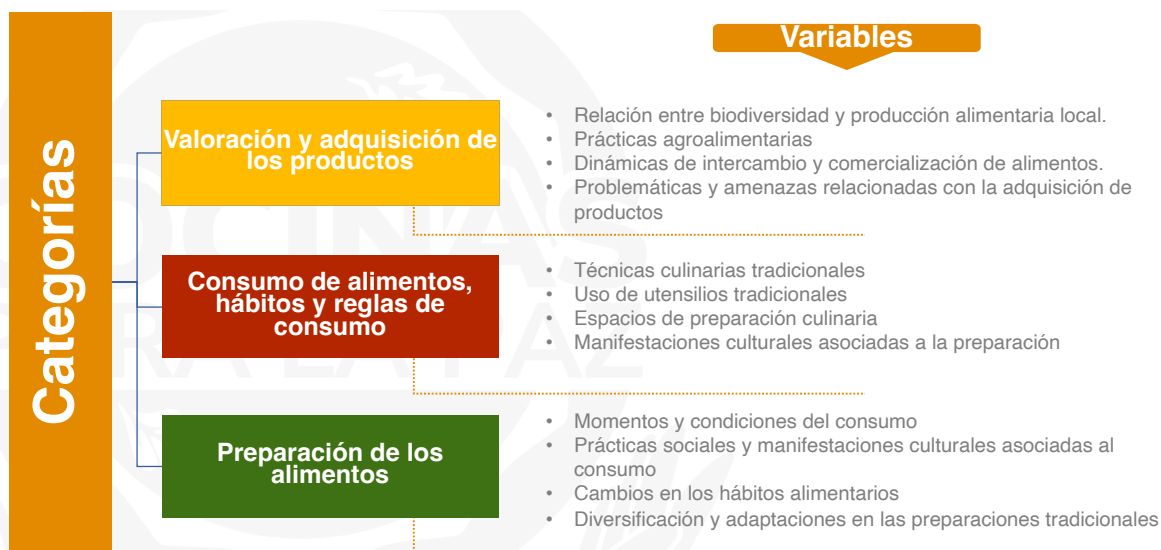 Variables
Categorías
Valoración y adquisición de
los productos
• Relación entre biodiversidad y producción alimentaria local.
• Prácticas agroalimentarias
• Dinámicas de intercambio y comercialización de alimentos.
• Problemáticas y amenazas relacionadas con la adquisición de
productos
Consumo de alimentos,
hábitos y reglas de
consumo
• Técnicas culinarias tradicionales
• Uso de utensilios tradicionales
• Espacios de preparación culinaria
• Manifestaciones culturales asociadas a la preparación
Preparación de los
alimentos
• Momentos y condiciones del consumo
• Prácticas sociales y manifestaciones culturales asociadas al
consumo
• Cambios en los hábitos alimentarios
• Diversificación y adaptaciones en las preparaciones tradicionales